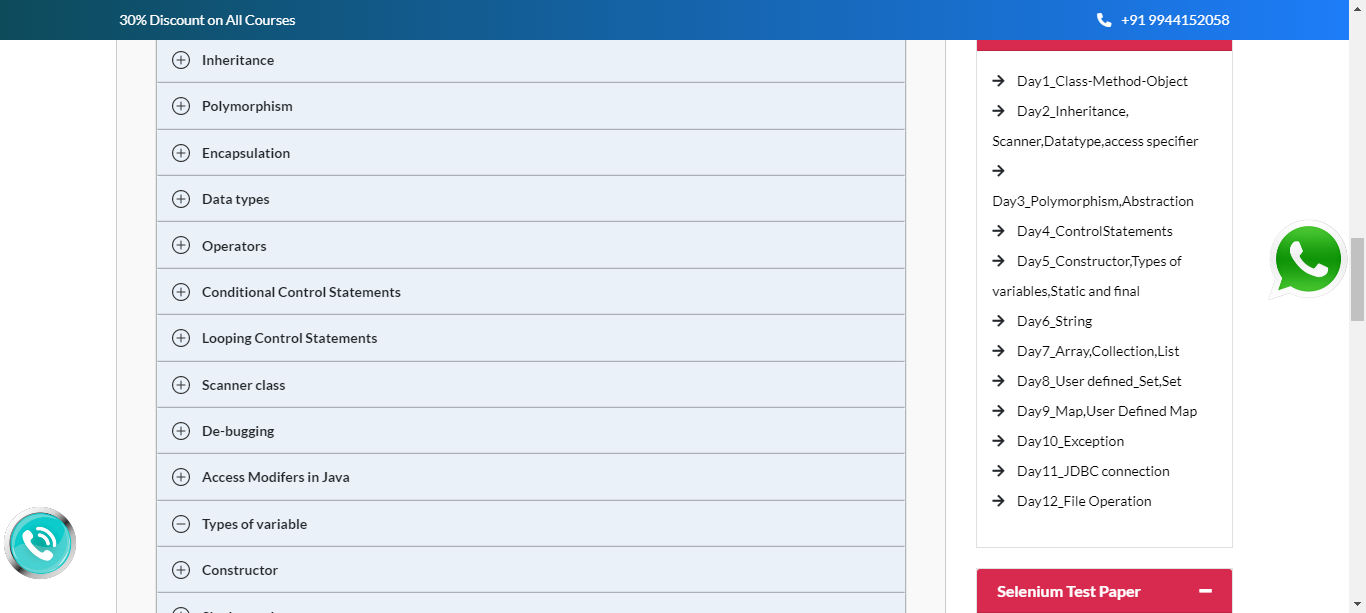 30% Discount on All Courses
+91 9944152058
Inheritance
Polymorphism
Encapsulation
Data types
Operators
Conditional Control Statements
Looping Control Statements
Scanner class
De-bugging
Access Modifers in Java
Types of variable
Constructor
Day1_Class-Method-Object
Day2_Inheritance,
Scanner,Datatype,access specifier
Day3_Polymorphism,Abstraction
Day4_ControlStatements
Day5_Constructor,Types of
variables,Static and final
Day6_String
Day7_Array,Collection,List
Day8_User defined_Set,Set
Day9_Map,User Defined Map
Day10_Exception
Day11_JDBC connection
Day12_File Operation
Selenium Test Paper